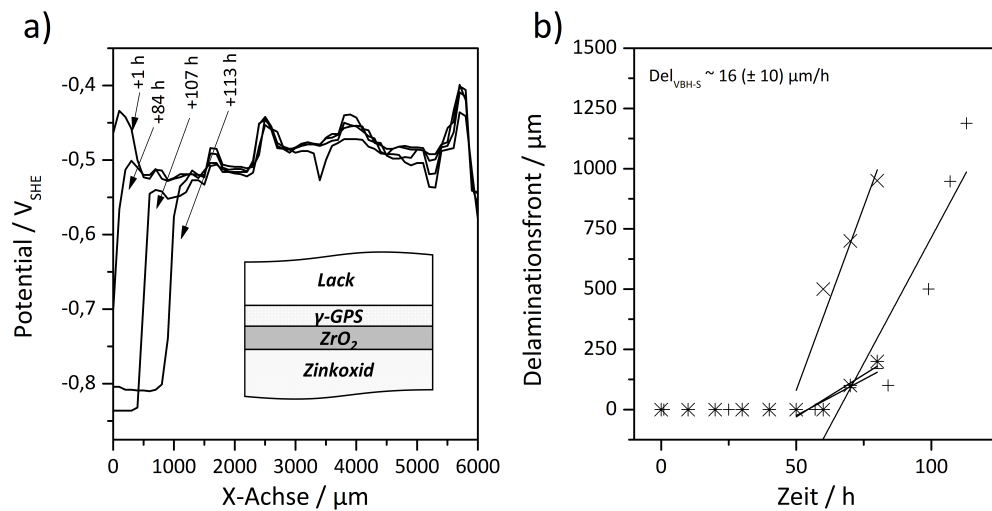 a)
-0,4
-0,5
-0,6
-0,7
-0,8
Potential / V_SHE
+1 h
+84 h
+107 h
+113 h
Lack
γ-GPS
ZrO₂
Zinkoxid
0 1000 2000 3000 4000 5000 6000
X-Achse / µm
b)
1500
1250
1000
750
500
250
0
Delaminationsfront / µm
Del_VBH-S ~ 16 (± 10) µm/h
0 50 100
Zeit / h